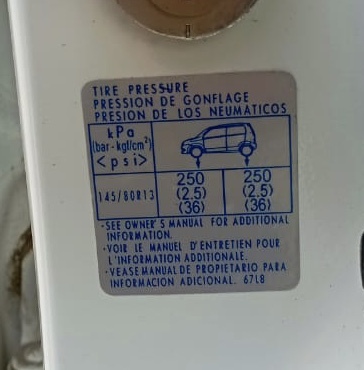 TIRE PRESSURE
PRESSION DE GONFLAGE
PRESION DE LOS NEUMATICOS
kPa
(bar-kgf/cm²)
<psi>
145/80R13
250 250
(2.5) (2.5)
(36) (36)
·SEE OWNER'S MANUAL FOR ADDITIONAL
INFORMATION.
·VOIR LE MANUEL D'ENTRETIEN POUR
L'INFORMATION ADDITIONALE.
·VEASE MANUAL DE PROPIETARIO PARA
INFORMACION ADICIONAL. 67L8